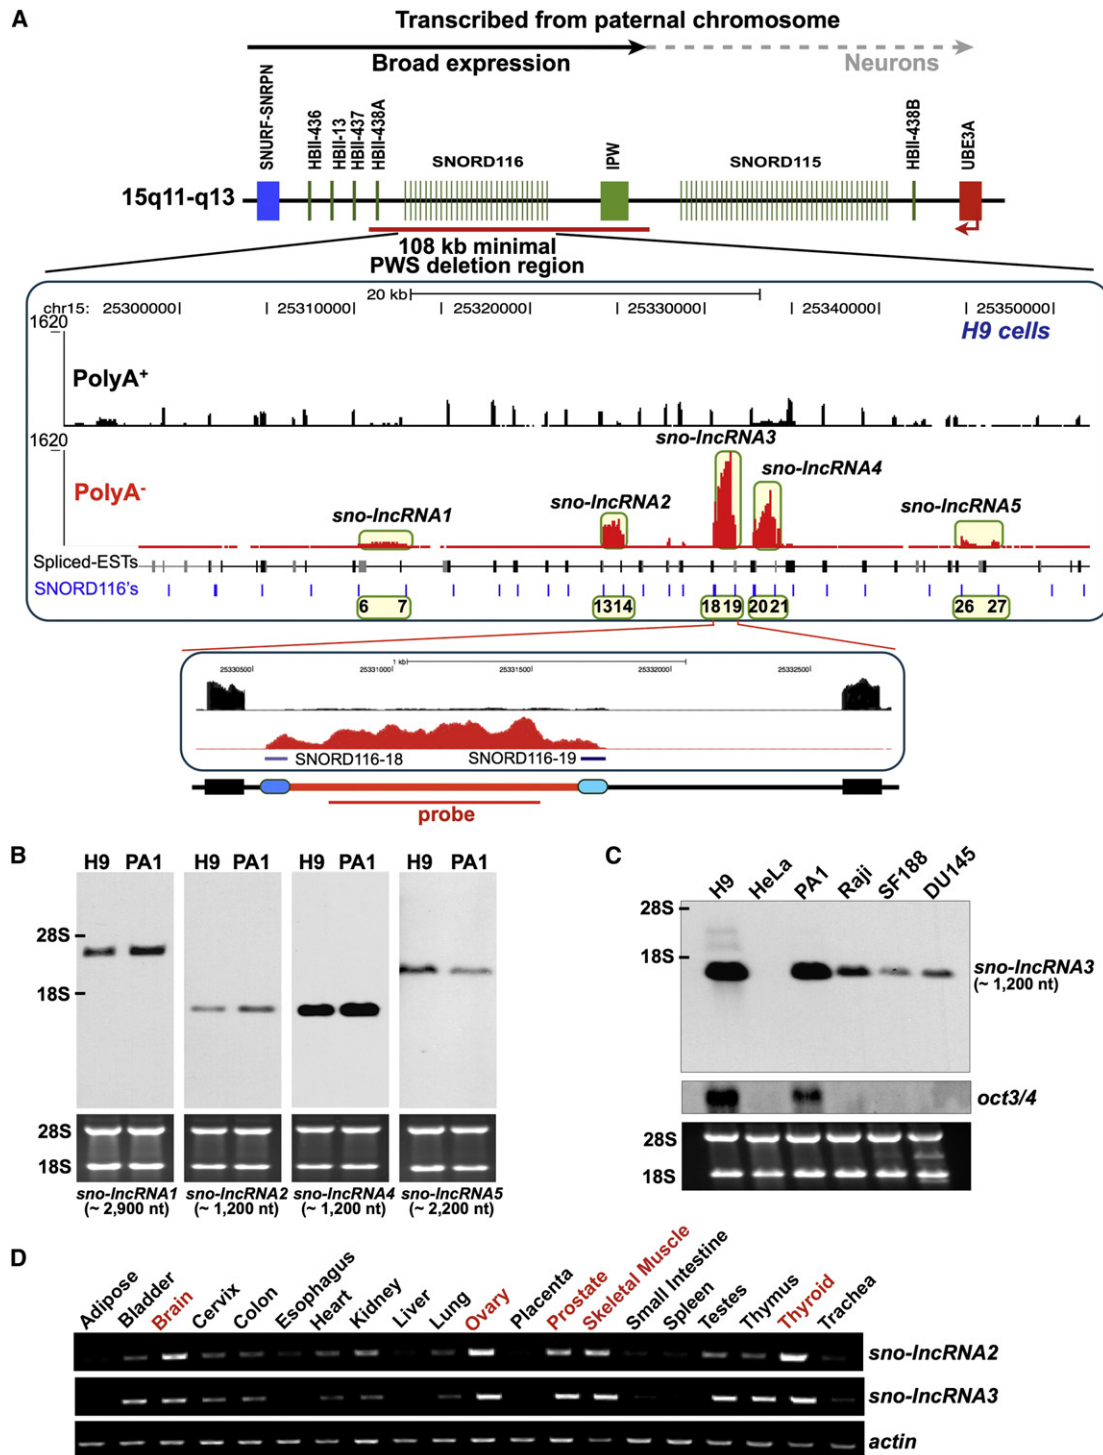 A
Transcribed from paternal chromosome
Broad expression
Neurons
SNURF-SNRPN
HBII-436
HBII-13
HBII-437
HBII-438A
SNORD116
IPW
SNORD115
HBII-438B
UBE3A
15q11-q13
108 kb minimal
PWS deletion region
20 kb
chr15: 25300000 25310000 25320000 25330000 25340000 25350000
1620
H9 cells
PolyA+
1620
sno-lncRNA3
PolyA-
sno-lncRNA4
sno-lncRNA2
sno-lncRNA1
sno-lncRNA5
Spliced-ESTs
SNORD116's
6 7 13 14 18 19 20 21 26 27
1 kb
25330500 25331000 25331500 25332000 25332500
SNORD116-18 SNORD116-19
probe
B
H9 PA1 H9 PA1 H9 PA1 H9 PA1
28S
18S
28S
18S
sno-lncRNA1 sno-lncRNA2 sno-lncRNA4 sno-lncRNA5
(~ 2,900 nt) (~ 1,200 nt) (~ 1,200 nt) (~ 2,200 nt)
C
H9 HeLa PA1 Raji SF188 DU145
28S
18S
sno-lncRNA3
(~ 1,200 nt)
oct3/4
28S
18S
D
Adipose Bladder Brain Cervix Colon Esophagus Heart Kidney Liver Lung Ovary Placenta Prostate Skeletal Muscle Small Intestine Spleen Testes Thymus Thyroid Trachea
sno-lncRNA2
sno-lncRNA3
actin